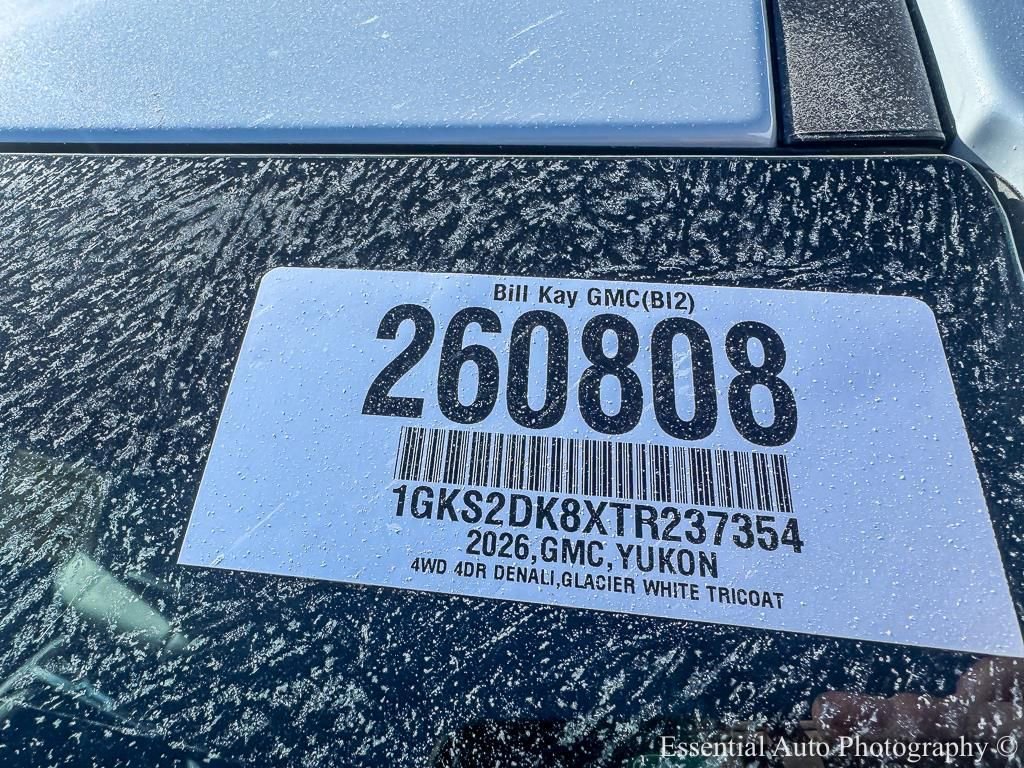 Bill Kay GMC(BI2)
260808
1GKS2DK8XTR237354
2026,GMC,YUKON
4WD 4DR DENALI,GLACIER WHITE TRICOAT
Essential Auto Photography ©